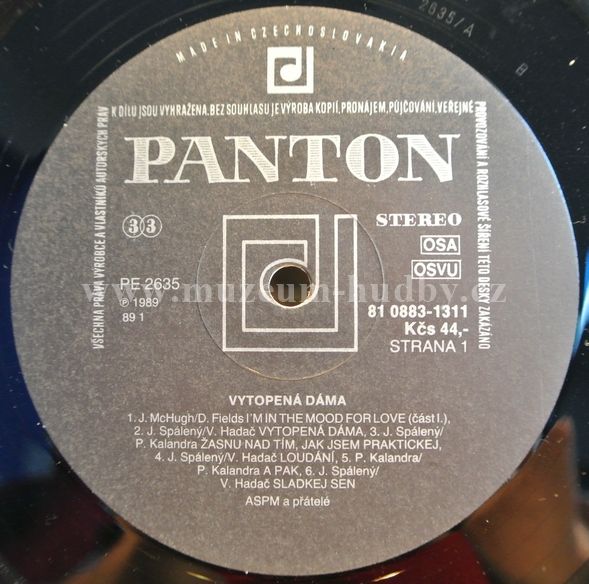 2635/A
B
MADE IN CZECHOSLOVAKIA
VŠECHNA PRÁVA VÝROBCE A VLASTNÍKŮ AUTORSKÝCH PRÁV
K DÍLU JSOU VYHRAŽENA. BEZ SOUHLASU JE VÝROBA KOPIÍ, PRONÁJEM, PŮJČOVÁNÍ, VEŘEJNÉ
PROVOZOVÁNÍ A ROZHLASOVÉ ŠÍŘENÍ TÉTO DESKY ZAKÁZÁNO
PANTON
33
STEREO
OSA
OSVU
PE 2635
℗ 1989
89 1
www.muzeum-hudby.cz
81 0883-1311
Kčs 44,-
STRANA 1
VYTOPENÁ DÁMA
1. J. McHugh/D. Fields I'M IN THE MOOD FOR LOVE (část I.),
2. J. Spálený/V. Hadač VYTOPENÁ DÁMA, 3. J. Spálený/
P. Kalandra ŽASNU NAD TÍM, JAK JSEM PRAKTICKEJ,
4. J. Spálený/V. Hadač LOUDÁNÍ, 5. P. Kalandra/
P. Kalandra A PAK, 6. J. Spálený/
V. Hadač SLADKEJ SEN
ASPM a přátelé